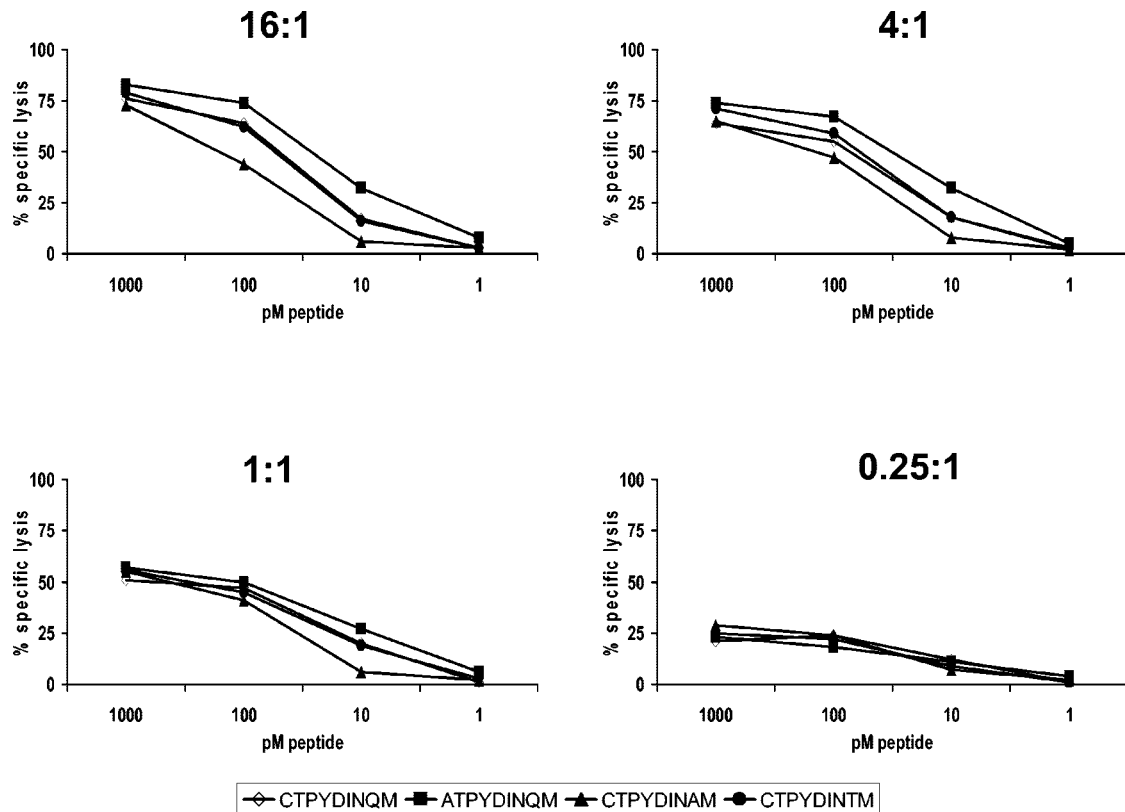 16:1
100
75
50
25
0
% specific lysis
1000 100 10 1
pM peptide
4:1
100
75
50
25
0
% specific lysis
1000 100 10 1
pM peptide
1:1
100
75
50
25
0
% specific lysis
1000 100 10 1
pM peptide
0.25:1
100
75
50
25
0
% specific lysis
1000 100 10 1
pM peptide
CTPYDINQM ATPYDINQM CTPYDINAM CTPYDINTM